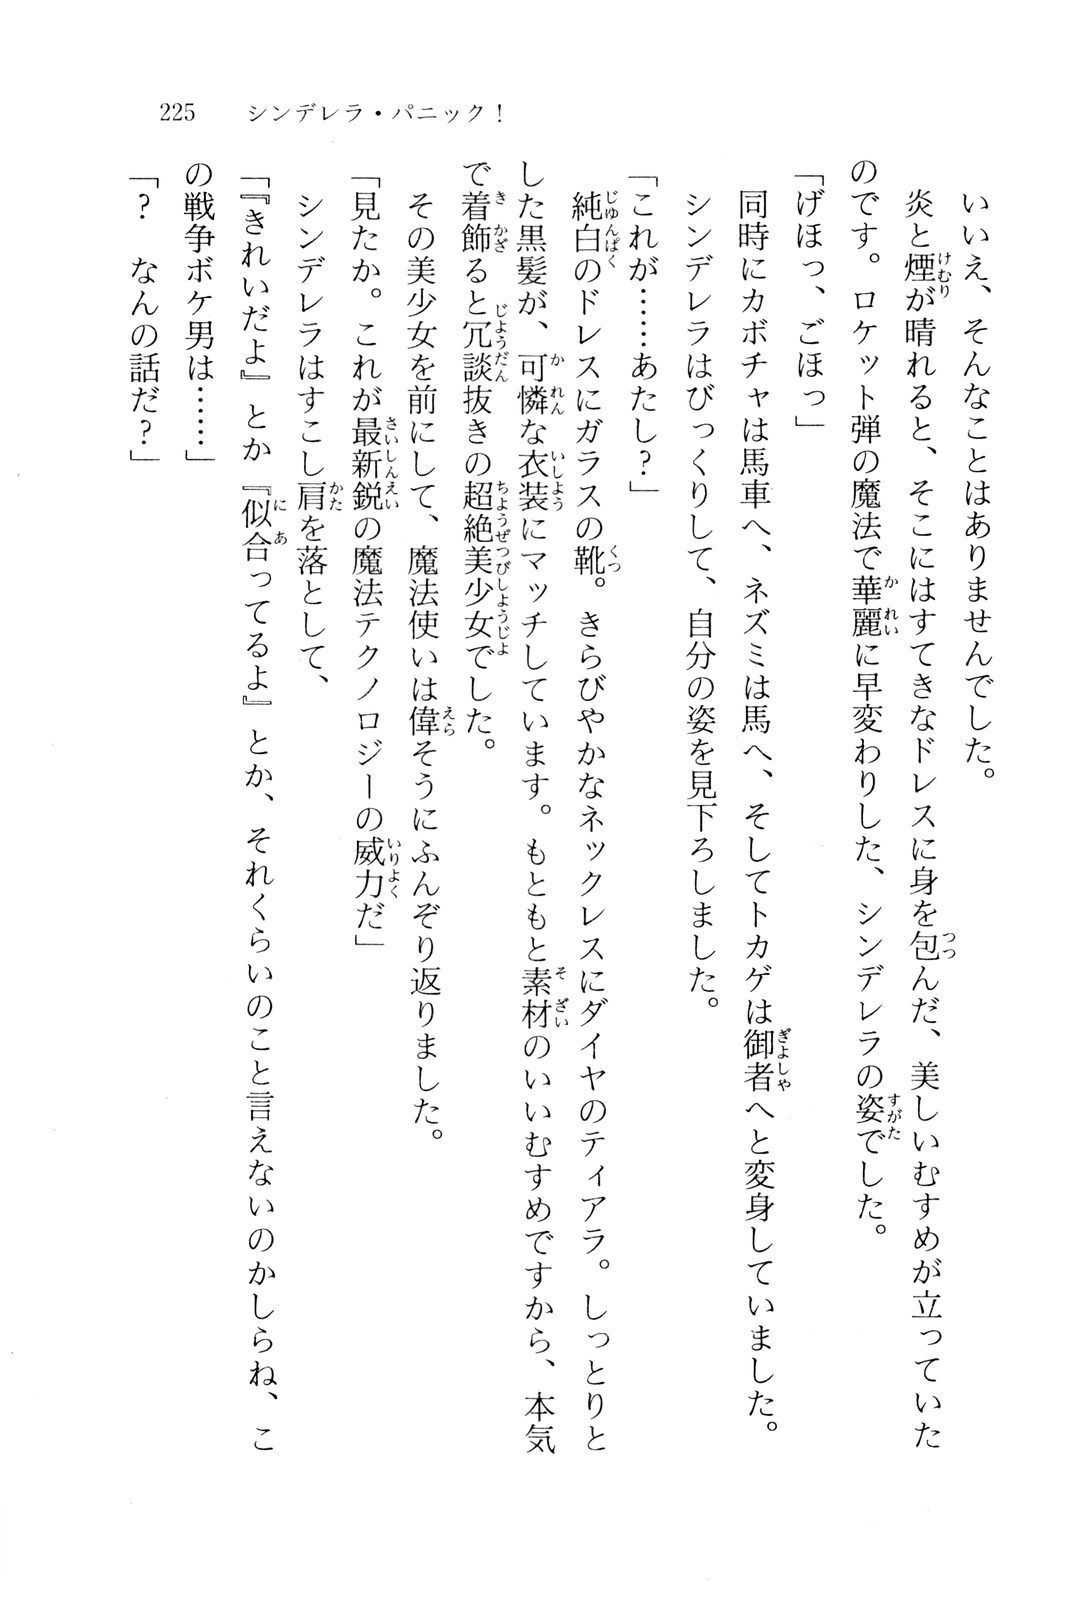 225　シンデレラ・パニック！
いいえ、そんなことはありませんでした。
炎と煙が晴れると、そこにはすてきなドレスに身を包んだ、美しいむすめが立っていた
のです。ロケット弾の魔法で華麗に早変わりした、シンデレラの姿でした。
「げほっ、ごほっ」
同時にカボチャは馬車へ、ネズミは馬へ、そしてトカゲは御者へと変身していました。
シンデレラはびっくりして、自分の姿を見下ろしました。
「これが……あたし？」
純白のドレスにガラスの靴。きらびやかなネックレスにダイヤのティアラ。しっとりと
した黒髪が、可憐な衣装にマッチしています。もともと素材のいいむすめですから、本気
で着飾ると冗談抜きの超絶美少女でした。
その美少女を前にして、魔法使いは偉そうにふんぞり返りました。
「見たか。これが最新鋭の魔法テクノロジーの威力だ」
シンデレラはすこし肩を落として、
「『きれいだよ』とか『似合ってるよ』とか、それくらいのこと言えないのかしらね、こ
の戦争ボケ男は……」
「？　なんの話だ？」